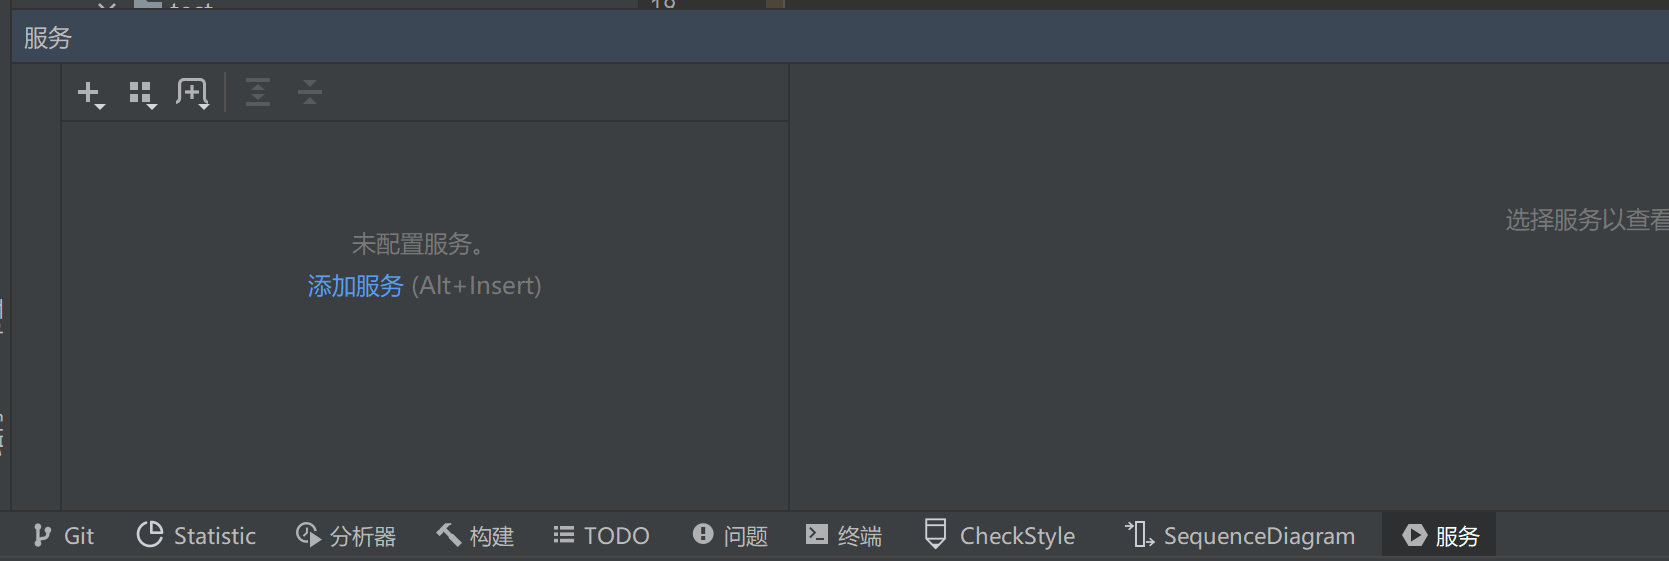 服务
未配置服务。
添加服务 (Alt+Insert)
选择服务以查看
Git Statistic 分析器 构建 TODO 问题 终端 CheckStyle SequenceDiagram 服务